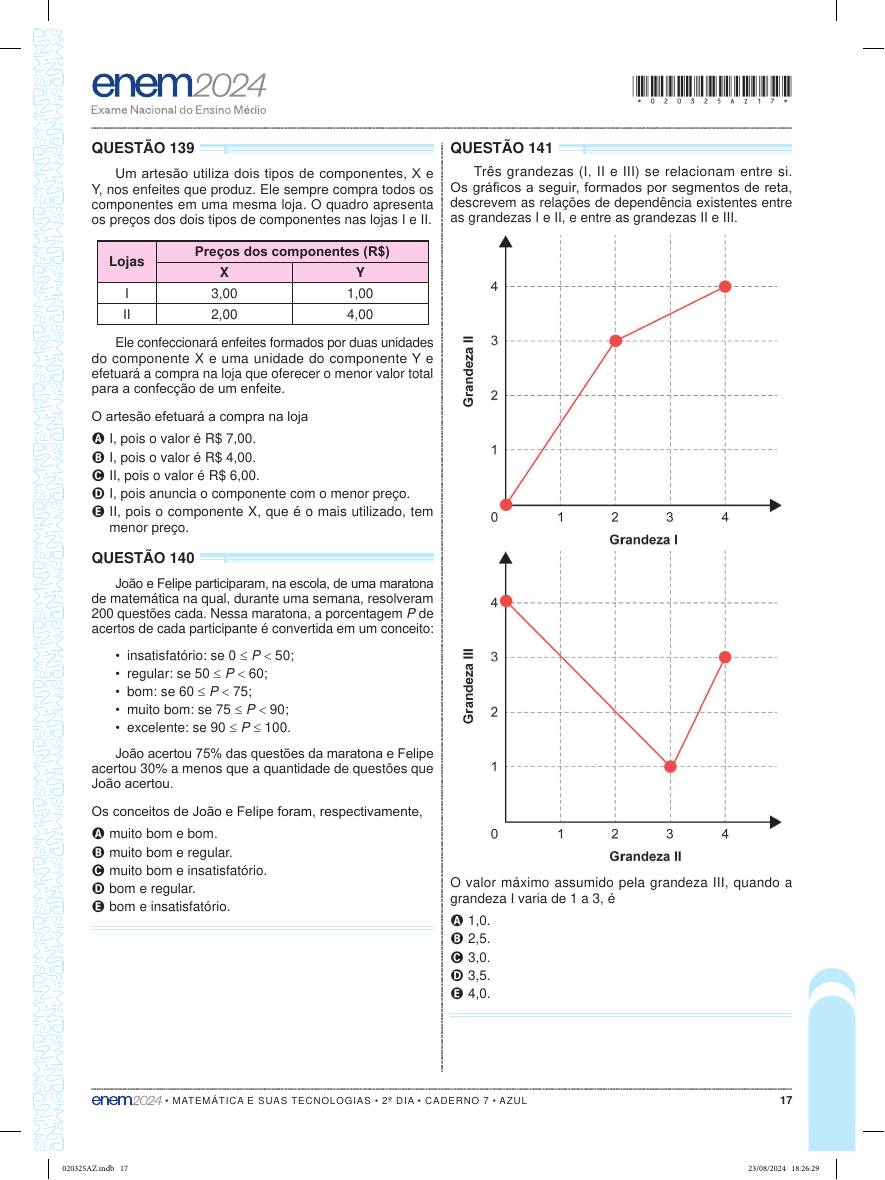 enem2024
Exame Nacional do Ensino Médio
*020325AZ17*
QUESTÃO 139
Um artesão utiliza dois tipos de componentes, X e
Y, nos enfeites que produz. Ele sempre compra todos os
componentes em uma mesma loja. O quadro apresenta
os preços dos dois tipos de componentes nas lojas I e II.
Lojas
Preços dos componentes (R$)
X Y
I 3,00 1,00
II 2,00 4,00
Ele confeccionará enfeites formados por duas unidades
do componente X e uma unidade do componente Y e
efetuará a compra na loja que oferecer o menor valor total
para a confecção de um enfeite.
O artesão efetuará a compra na loja
A I, pois o valor é R$ 7,00.
B I, pois o valor é R$ 4,00.
C II, pois o valor é R$ 6,00.
D I, pois anuncia o componente com o menor preço.
E II, pois o componente X, que é o mais utilizado, tem
menor preço.
QUESTÃO 140
João e Felipe participaram, na escola, de uma maratona
de matemática na qual, durante uma semana, resolveram
200 questões cada. Nessa maratona, a porcentagem P de
acertos de cada participante é convertida em um conceito:
• insatisfatório: se 0 ≤ P < 50;
• regular: se 50 ≤ P < 60;
• bom: se 60 ≤ P < 75;
• muito bom: se 75 ≤ P < 90;
• excelente: se 90 ≤ P ≤ 100.
João acertou 75% das questões da maratona e Felipe
acertou 30% a menos que a quantidade de questões que
João acertou.
Os conceitos de João e Felipe foram, respectivamente,
A muito bom e bom.
B muito bom e regular.
C muito bom e insatisfatório.
D bom e regular.
E bom e insatisfatório.
QUESTÃO 141
Três grandezas (I, II e III) se relacionam entre si.
Os gráficos a seguir, formados por segmentos de reta,
descrevem as relações de dependência existentes entre
as grandezas I e II, e entre as grandezas II e III.
Grandeza II
4
3
2
1
0 1 2 3 4
Grandeza I
Grandeza III
4
3
2
1
0 1 2 3 4
Grandeza II
O valor máximo assumido pela grandeza III, quando a
grandeza I varia de 1 a 3, é
A 1,0.
B 2,5.
C 3,0.
D 3,5.
E 4,0.
enem2024 • MATEMÁTICA E SUAS TECNOLOGIAS • 2º DIA • CADERNO 7 • AZUL
17
020325AZ.indb 17
23/08/2024 18:26:29